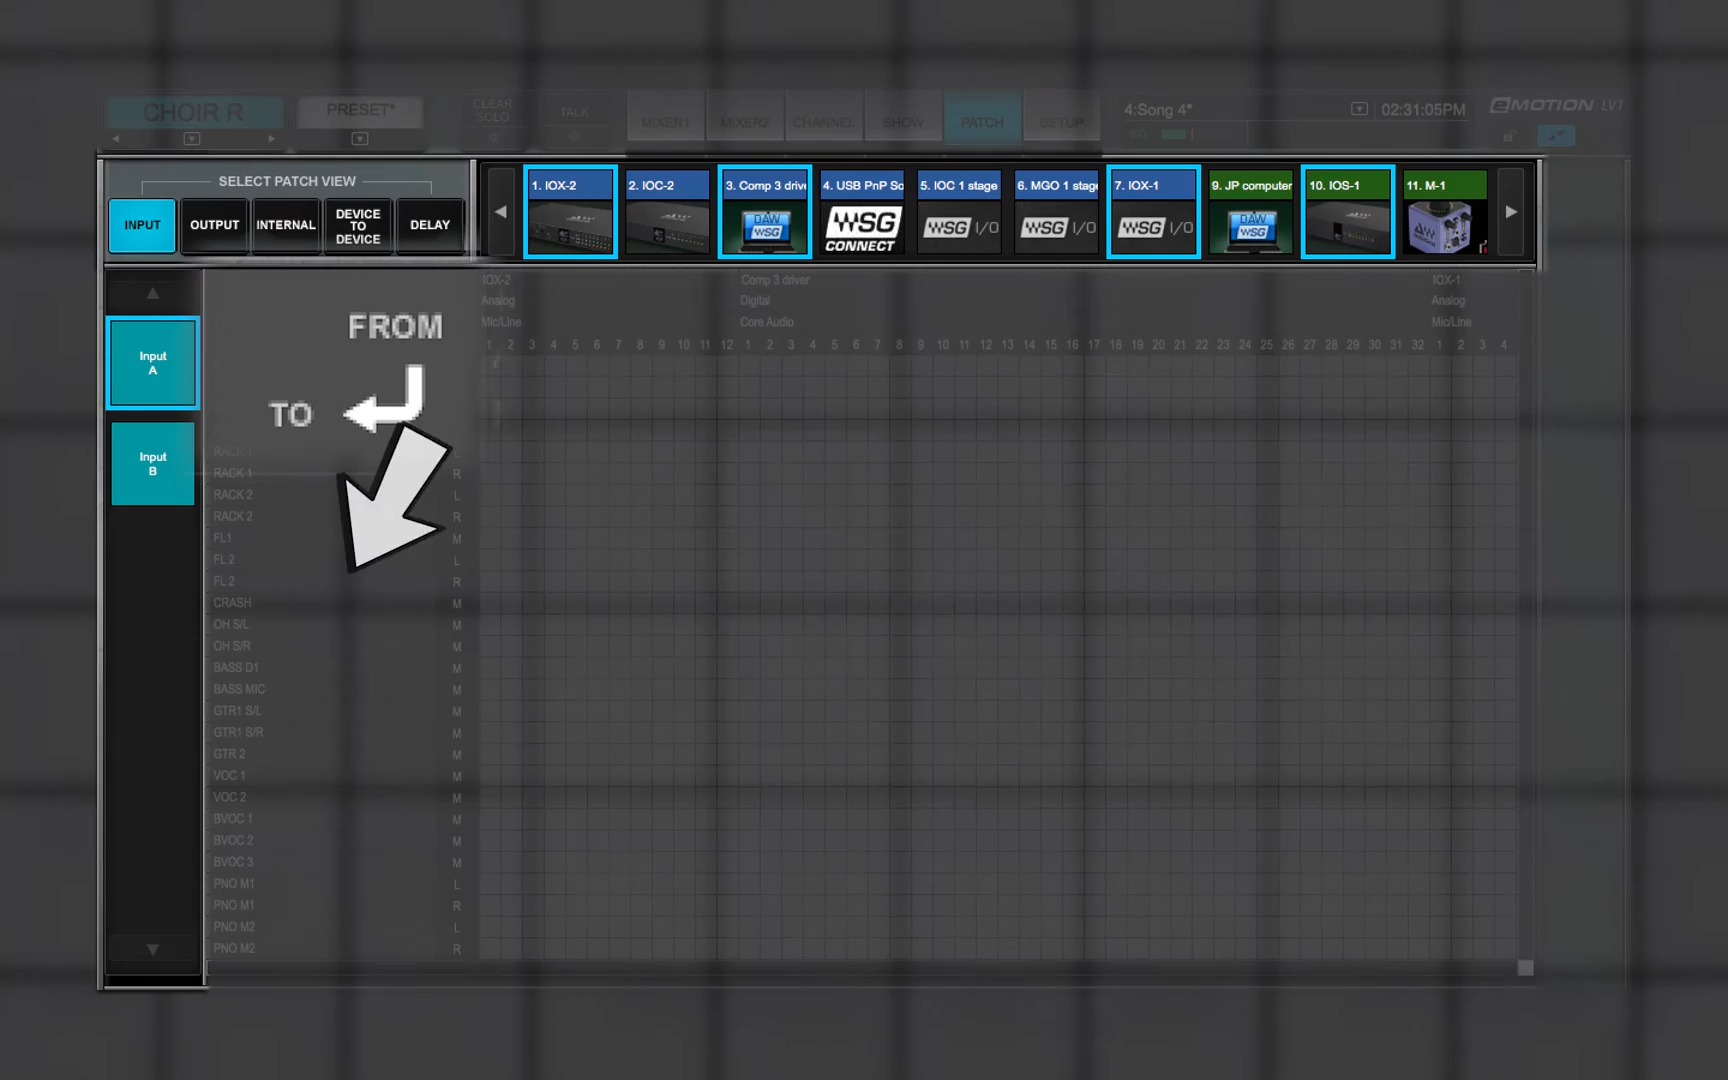 CHOIR R
PRESET*
CLEAR SOLO
TALK
MIXER1
MIXER2
CHANNEL
SHOW
PATCH
SETUP
4:Song 4*
02:31:05PM
eMOTION LV1
SELECT PATCH VIEW
INPUT
OUTPUT
INTERNAL
DEVICE
TO
DEVICE
DELAY
1. IOX-2
2. IOC-2
3. Comp 3 drive
DAW
WSG
4. USB PnP So
WSG
CONNECT
5. IOC 1 stage
WSG I/O
6. MGO 1 stage
WSG I/O
7. IOX-1
WSG I/O
9. JP computer
DAW
WSG
10. IOS-1
11. M-1
Input
A
Input
B
FROM
TO
IOX-2
Analog
Mic/Line
Comp 3 driver
Digital
Core Audio
IOX-1
Analog
Mic/Line
1 2 3 4 5 6 7 8 9 10 11 12 1 2 3 4 5 6 7 8 9 10 11 12 13 14 15 16 17 18 19 20 21 22 23 24 25 26 27 28 29 30 31 32 1 2 3 4
RACK 1 L
RACK 1 R
RACK 2 L
RACK 2 R
FL1 M
FL 2 L
FL 2 R
CRASH M
OH S/L M
OH S/R M
BASS D1 M
BASS MIC M
GTR1 S/L M
GTR1 S/R M
GTR 2 M
VOC 1 M
VOC 2 M
BVOC 1 M
BVOC 2 M
BVOC 3 M
PNO M1 L
PNO M1 R
PNO M2 L
PNO M2 R